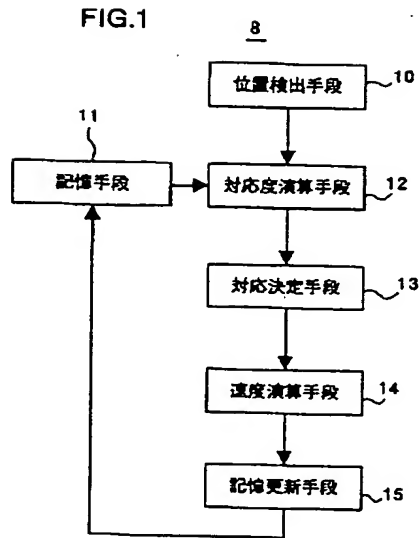 FIG.1
8
位置検出手段
10
11
記憶手段
対応度演算手段
12
対応決定手段
13
速度演算手段
14
記憶更新手段
15